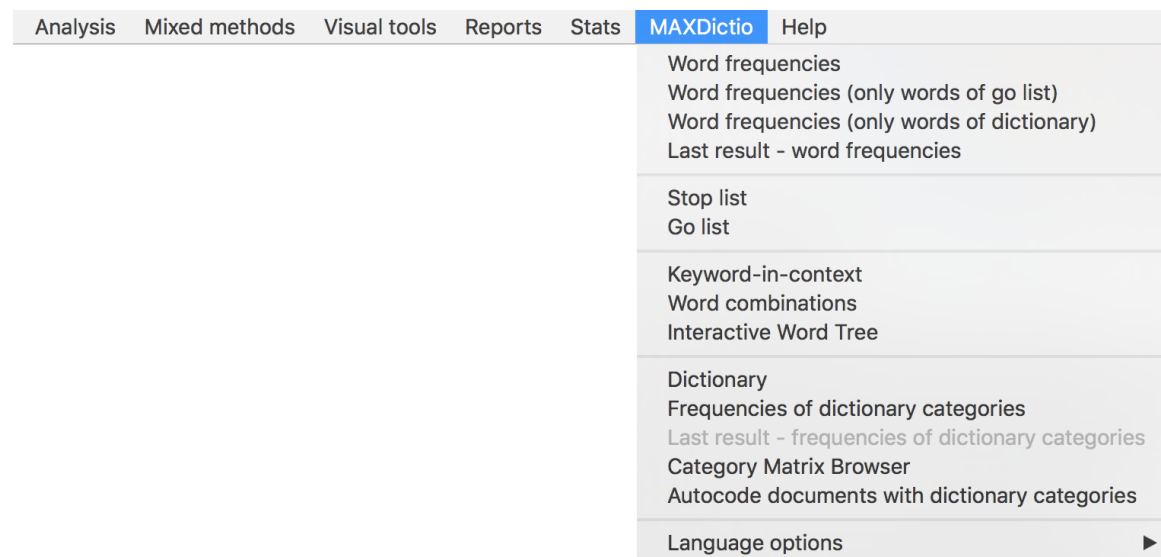 Analysis Mixed methods Visual tools Reports Stats MAXDictio Help
Word frequencies
Word frequencies (only words of go list)
Word frequencies (only words of dictionary)
Last result - word frequencies
Stop list
Go list
Keyword-in-context
Word combinations
Interactive Word Tree
Dictionary
Frequencies of dictionary categories
Last result - frequencies of dictionary categories
Category Matrix Browser
Autocode documents with dictionary categories
Language options